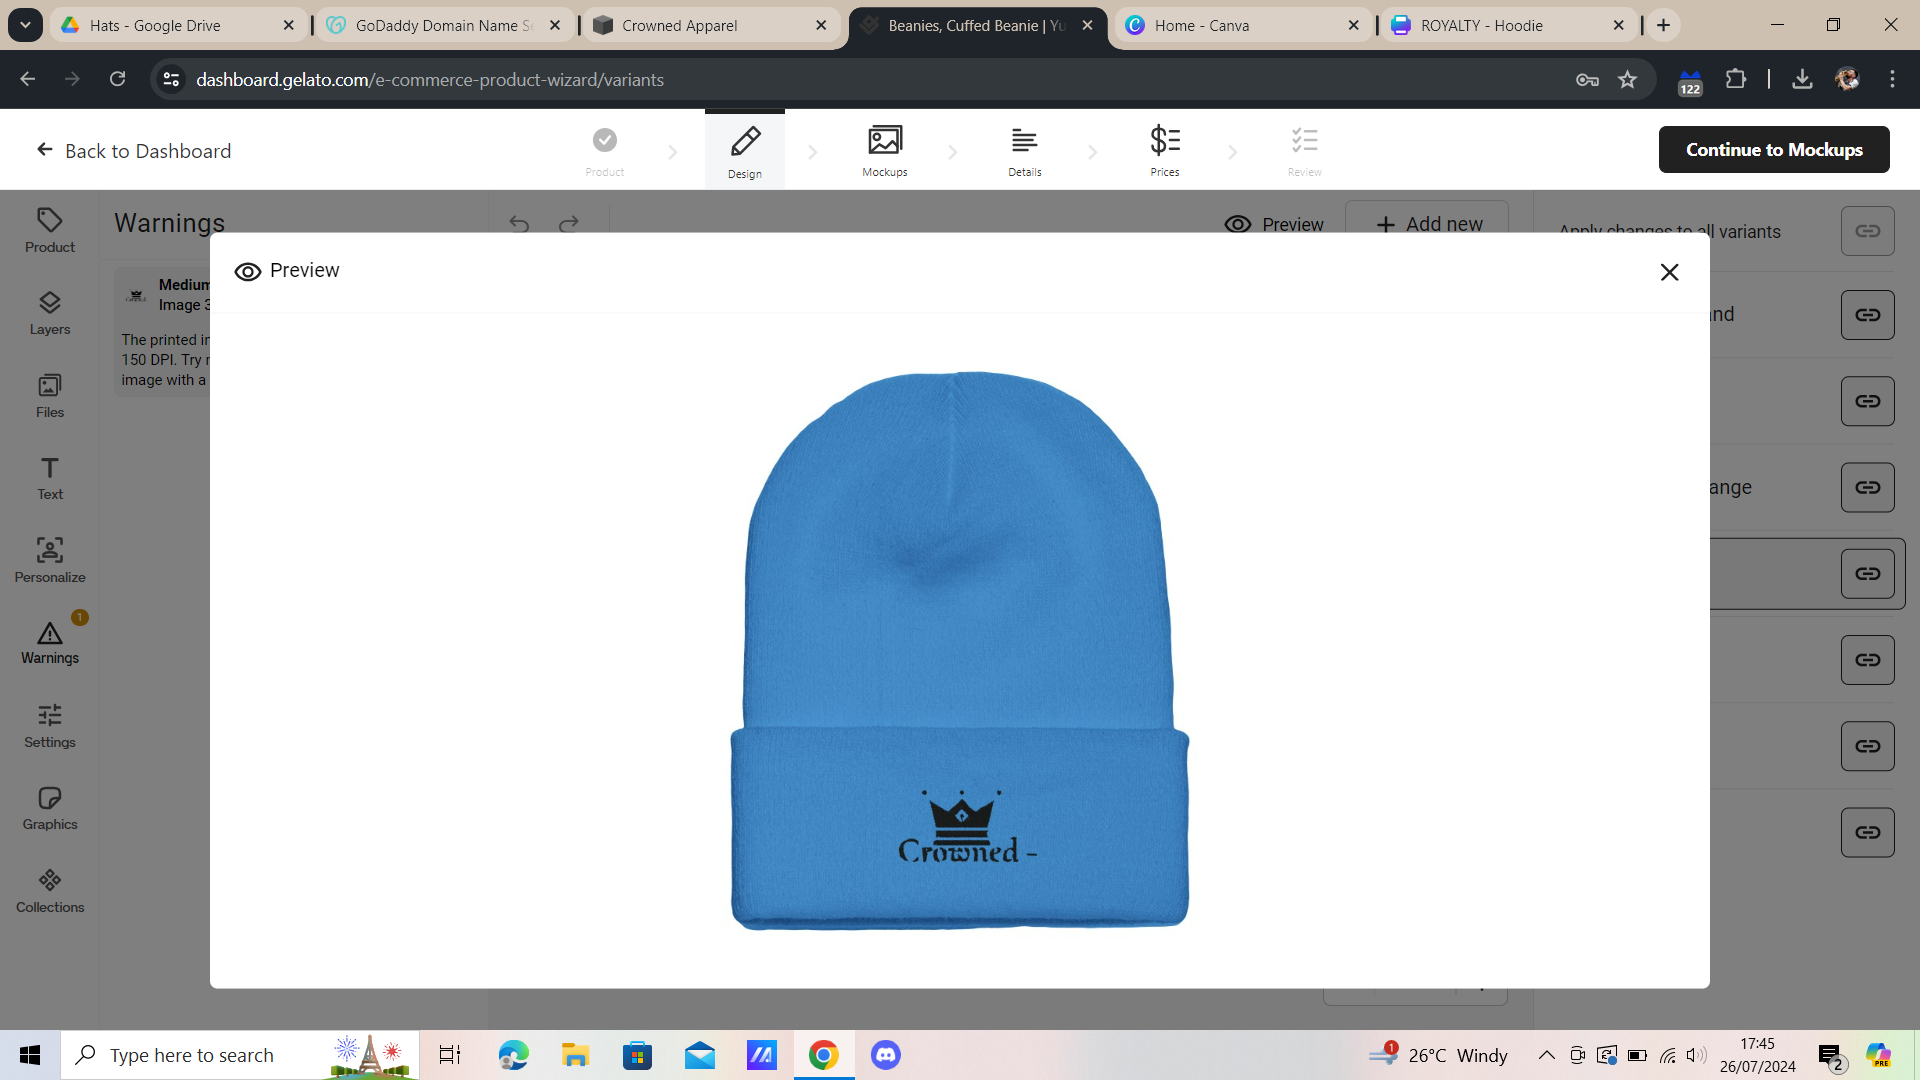 Hats - Google Drive
GoDaddy Domain Name Se
Crowned Apparel
Beanies, Cuffed Beanie | Yu
Home - Canva
ROYALTY - Hoodie
dashboard.gelato.com/e-commerce-product-wizard/variants
122
Back to Dashboard
Product
Design
Mockups
Details
Prices
Review
Continue to Mockups
Product
Layers
Files
Text
Personalize
1
Warnings
Settings
Graphics
Collections
Warnings
Medium
Image 3
The printed in
150 DPI. Try r
image with a
Preview
Add new
Apply changes to all variants
nd
ange
Preview
Crowned -
Type here to search
1
26°C Windy
17:45
26/07/2024
2
PRE